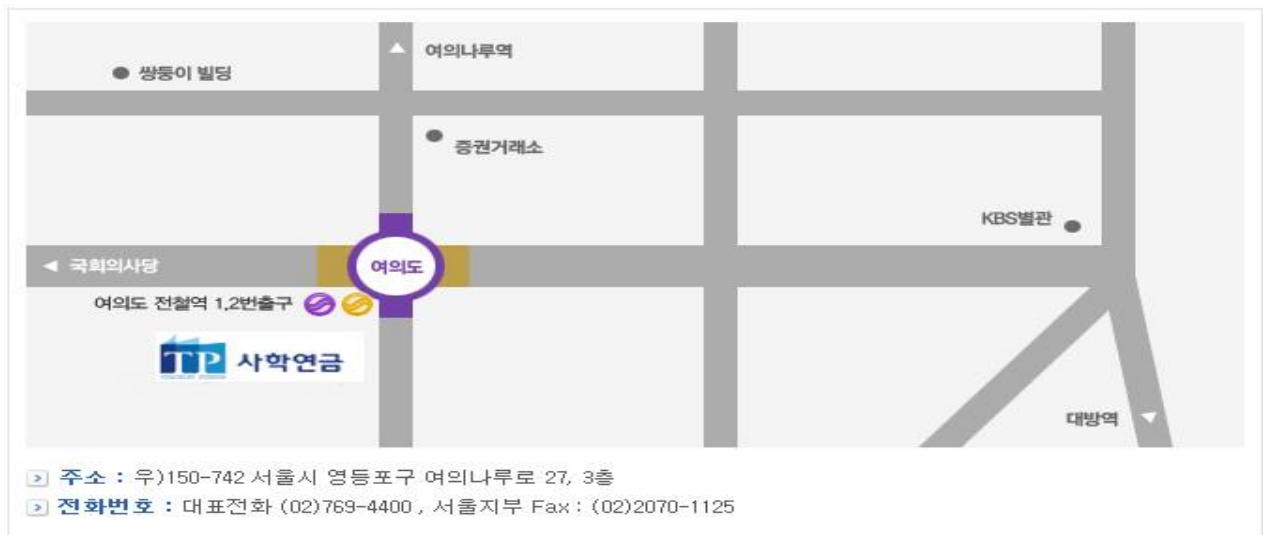 여의나루역
쌍둥이 빌딩
증권거래소
KBS별관
국회의사당
여의도
여의도 전철역 1,2번출구
TP 사학연금
대방역
주소 : 우)150-742 서울시 영등포구 여의나루로 27, 3층
전화번호 : 대표전화 (02)769-4400 , 서울지부 Fax : (02)2070-1125